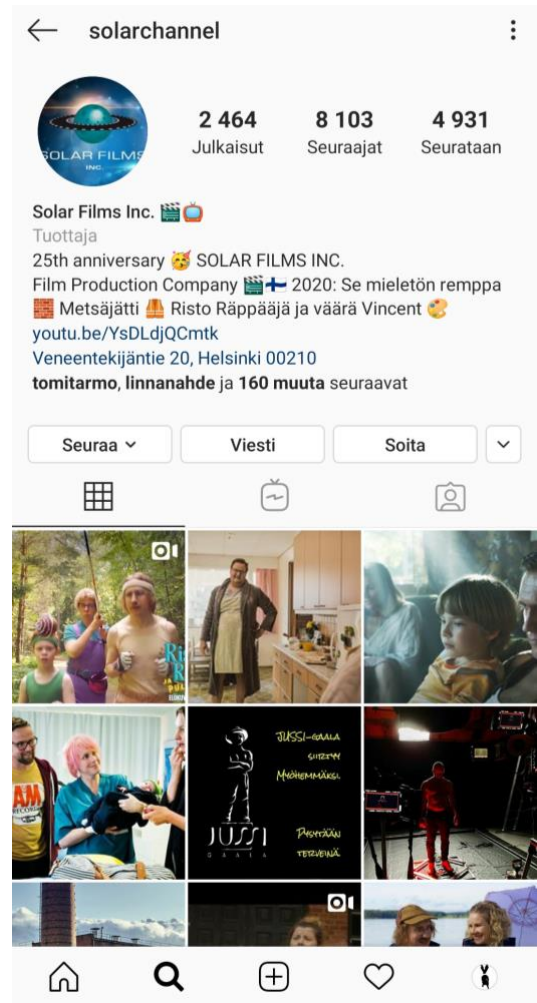 solarchannel
SOLAR FILMS
INC.
2 464 8 103 4 931
Julkaisut Seuraajat Seurataan
Solar Films Inc. 🎬📺
Tuottaja
25th anniversary 🥳 SOLAR FILMS INC.
Film Production Company 🎬🇫🇮 2020: Se mieletön remppa
🧱 Metsäjätti 🦺 Risto Räppääjä ja väärä Vincent 🎨
youtu.be/YsDLdjQCmtk
Veneentekijäntie 20, Helsinki 00210
tomitarmo, linnanahde ja 160 muuta seuraavat
Seuraa Viesti Soita
JUSSI-GAALA
SIIRTYY
MYÖHEMMÄKSI.
PYSYTÄÄN
TERVEINÄ.
JUSSI
GAALA